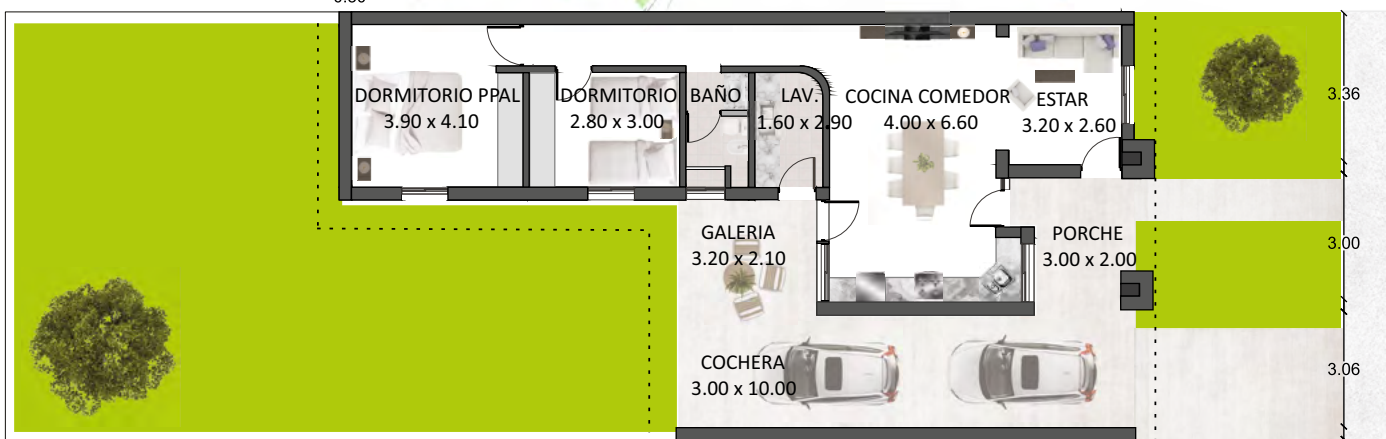 DORMITORIO PPAL
3.90 x 4.10
DORMITORIO
2.80 x 3.00
BAÑO
LAV.
1.60 x 2.90
COCINA COMEDOR
4.00 x 6.60
ESTAR
3.20 x 2.60
3.36
GALERIA
3.20 x 2.10
PORCHE
3.00 x 2.00
3.00
COCHERA
3.00 x 10.00
3.06